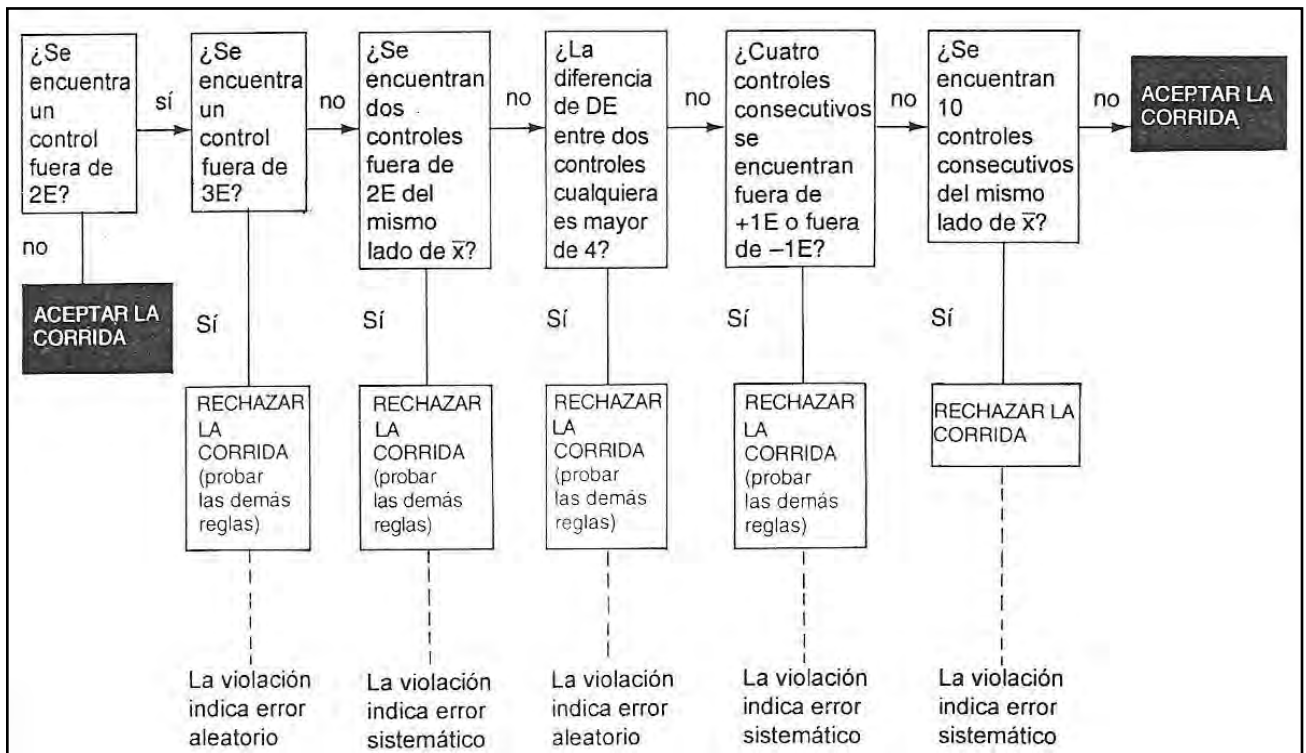 ¿Se
encuentra
un
control
fuera de
2E?
sí
¿Se
encuentra
un
control
fuera de
3E?
no
¿Se
encuentran
dos
controles
fuera de
2E del
mismo
lado de x̅?
no
¿La
diferencia
de DE
entre dos
controles
cualquiera
es mayor
de 4?
no
¿Cuatro
controles
consecutivos
se
encuentran
fuera de
+1E o fuera
de −1E?
no
¿Se
encuentran
10
controles
consecutivos
del mismo
lado de x̅?
no
ACEPTAR LA
CORRIDA
no
ACEPTAR LA
CORRIDA
Sí
RECHAZAR
LA
CORRIDA
(probar
las demás
reglas)
La violación
indica error
aleatorio
Sí
RECHAZAR
LA
CORRIDA
(probar
las demás
reglas)
La violación
indica error
sistemático
Sí
RECHAZAR
LA
CORRIDA
(probar
las demás
reglas)
La violación
indica error
aleatorio
Sí
RECHAZAR
LA
CORRIDA
(probar
las demás
reglas)
La violación
indica error
sistemático
Sí
RECHAZAR LA
CORRIDA
La violación
indica error
sistemático